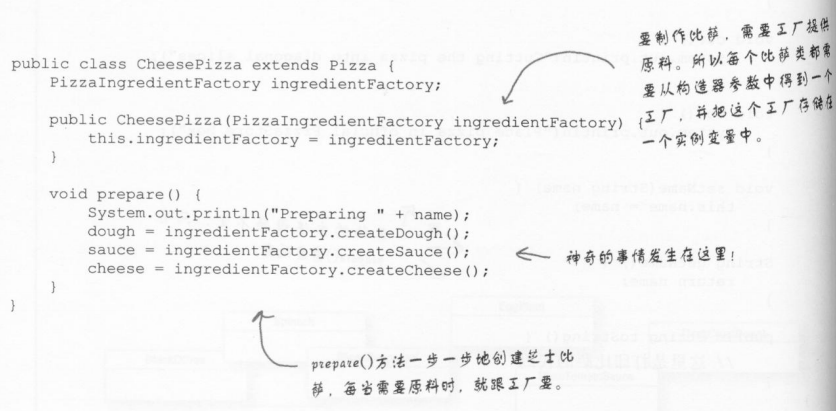 要制作比萨，需要工厂提供
原料。所以每个比萨类都需
要从构造器参数中得到一个
工厂，并把这个工厂存储在
一个实例变量中。
public class CheesePizza extends Pizza {
PizzaIngredientFactory ingredientFactory;
public CheesePizza(PizzaIngredientFactory ingredientFactory) {
this.ingredientFactory = ingredientFactory;
}
void prepare() {
System.out.println("Preparing " + name);
dough = ingredientFactory.createDough();
sauce = ingredientFactory.createSauce();
cheese = ingredientFactory.createCheese();
}
}
神奇的事情发生在这里！
prepare()方法一步一步地创建芝士比
萨，每当需要原料时，就跟工厂要。